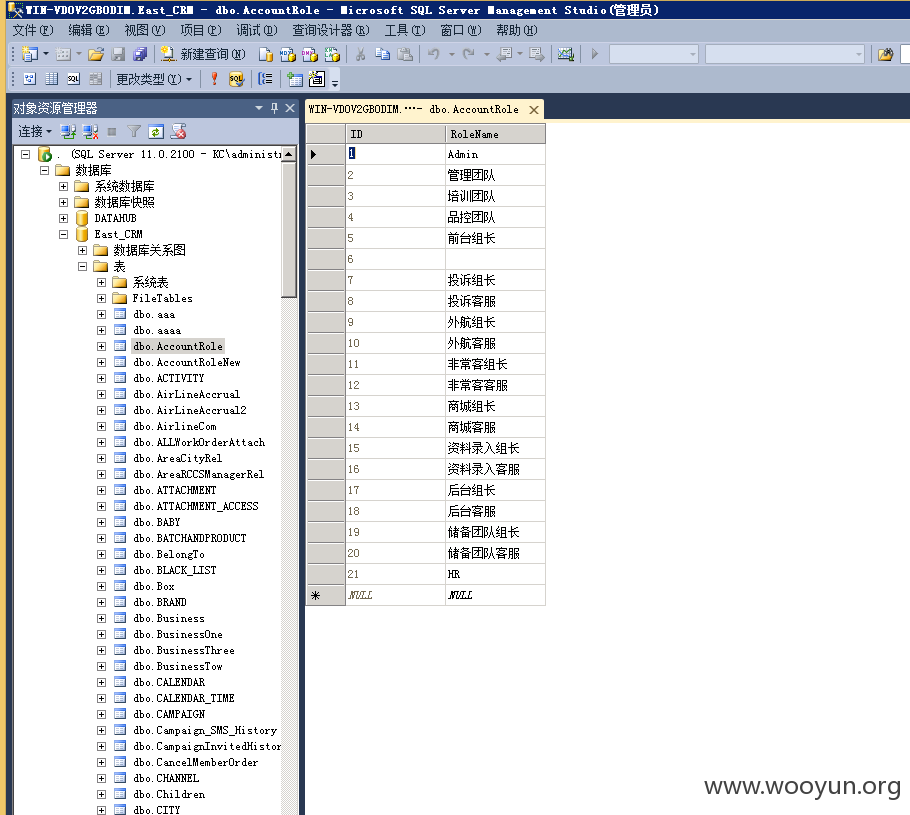 WIN-VDOV2GBODIM.East_CRM - dbo.AccountRole - Microsoft SQL Server Management Studio(管理员)
文件(F) 编辑(E) 视图(V) 项目(P) 调试(D) 查询设计器(R) 工具(T) 窗口(W) 帮助(H)
新建查询(N)
更改类型(Y)
对象资源管理器
连接
. (SQL Server 11.0.2100 - KC\administr
数据库
系统数据库
数据库快照
DATAHUB
East_CRM
数据库关系图
表
系统表
FileTables
dbo.aaa
dbo.aaaa
dbo.AccountRole
dbo.AccountRoleNew
dbo.ACTIVITY
dbo.AirLineAccrual
dbo.AirLineAccrual2
dbo.AirlineCom
dbo.ALLWorkOrderAttach
dbo.AreaCityRel
dbo.AreaRCCSManagerRel
dbo.ATTACHMENT
dbo.ATTACHMENT_ACCESS
dbo.BABY
dbo.BATCHANDPRODUCT
dbo.BelongTo
dbo.BLACK_LIST
dbo.Box
dbo.BRAND
dbo.Business
dbo.BusinessOne
dbo.BusinessThree
dbo.BusinessTow
dbo.CALENDAR
dbo.CALENDAR_TIME
dbo.CAMPAIGN
dbo.Campaign_SMS_History
dbo.CampaignInvitedHistor
dbo.CancelMemberOrder
dbo.CHANNEL
dbo.Children
dbo.CITY
WIN-VDOV2GBODIM.···- dbo.AccountRole
ID RoleName
1 Admin
2 管理团队
3 培训团队
4 品控团队
5 前台组长
6
7 投诉组长
8 投诉客服
9 外航组长
10 外航客服
11 非常客组长
12 非常客客服
13 商城组长
14 商城客服
15 资料录入组长
16 资料录入客服
17 后台组长
18 后台客服
19 储备团队组长
20 储备团队客服
21 HR
NULL NULL
www.wooyun.org